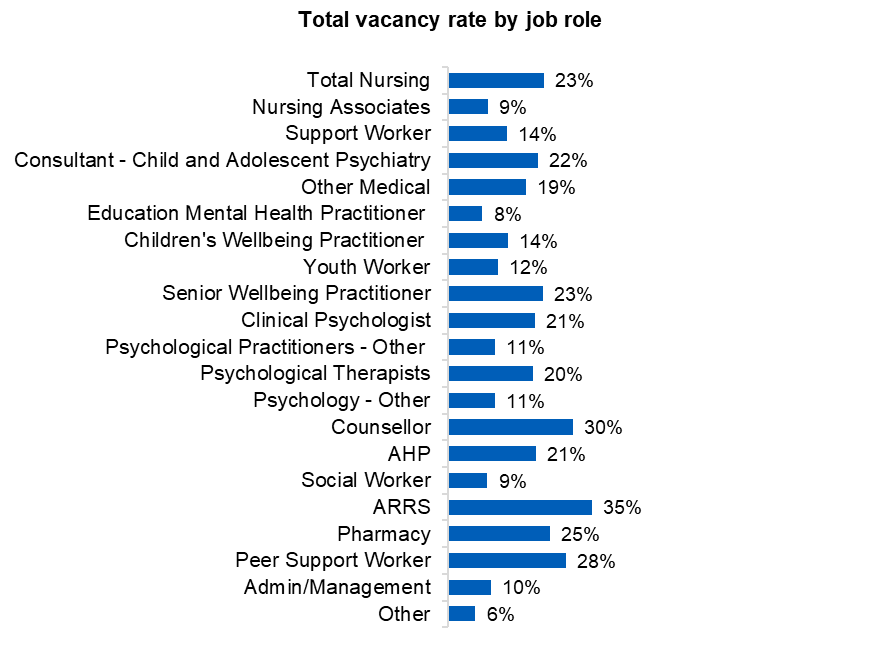 Total vacancy rate by job role
Total Nursing 23%
Nursing Associates 9%
Support Worker 14%
Consultant - Child and Adolescent Psychiatry 22%
Other Medical 19%
Education Mental Health Practitioner 8%
Children's Wellbeing Practitioner 14%
Youth Worker 12%
Senior Wellbeing Practitioner 23%
Clinical Psychologist 21%
Psychological Practitioners - Other 11%
Psychological Therapists 20%
Psychology - Other 11%
Counsellor 30%
AHP 21%
Social Worker 9%
ARRS 35%
Pharmacy 25%
Peer Support Worker 28%
Admin/Management 10%
Other 6%